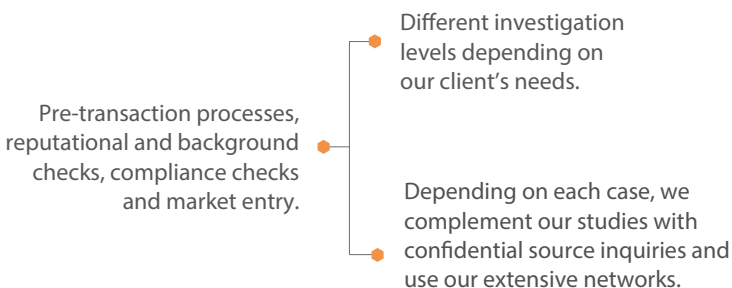 Pre-transaction processes,
reputational and background
checks, compliance checks
and market entry.
Different investigation
levels depending on
our client’s needs.
Depending on each case, we
complement our studies with
confidential source inquiries and
use our extensive networks.